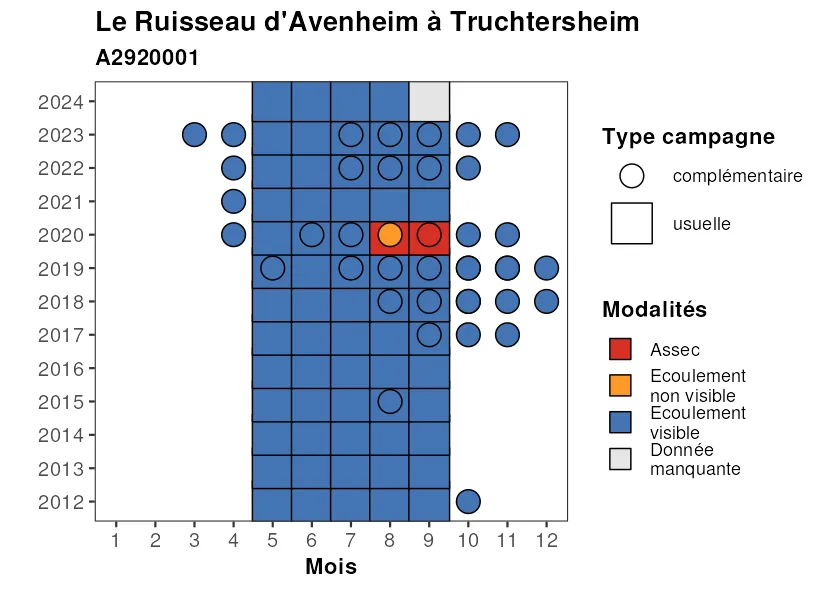 Le Ruisseau d'Avenheim à Truchtersheim
A2920001
2024
2023
2022
2021
2020
2019
2018
2017
2016
2015
2014
2013
2012
1 2 3 4 5 6 7 8 9 10 11 12
Mois
Type campagne
complémentaire
usuelle
Modalités
Assec
Ecoulement
non visible
Ecoulement
visible
Donnée
manquante